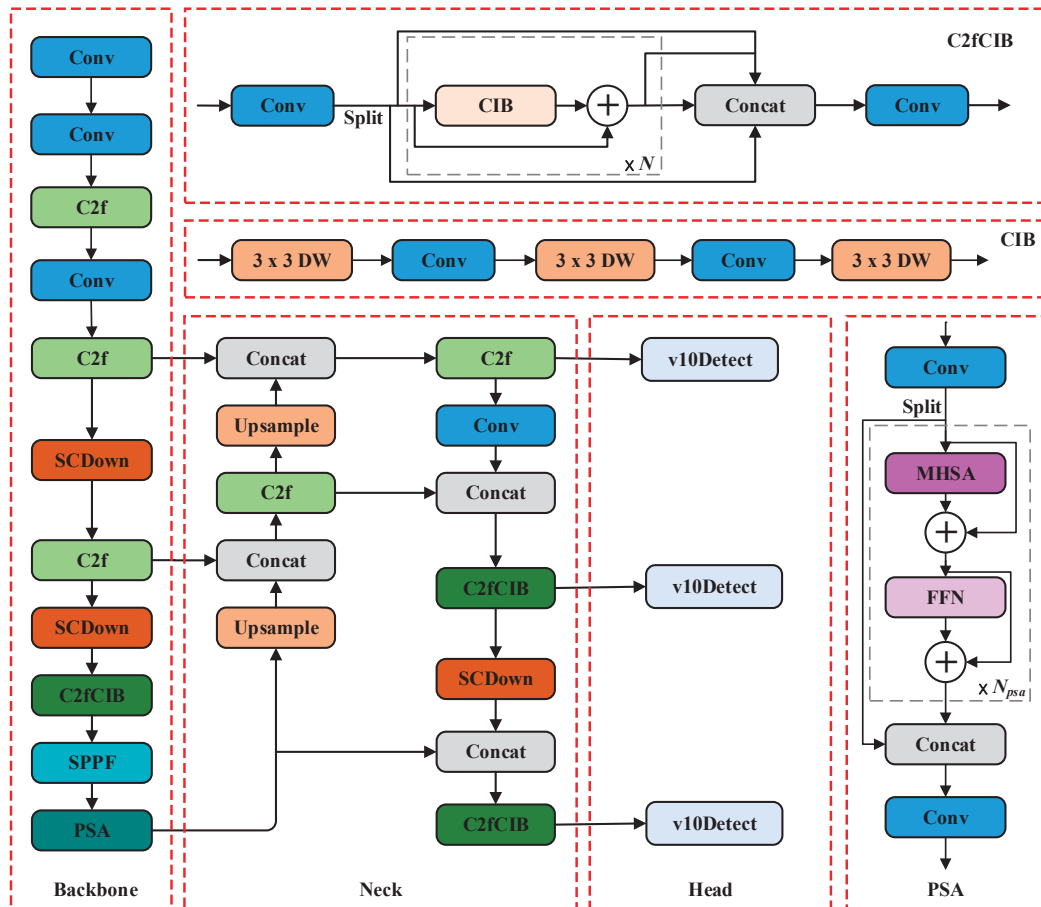 Conv
Conv
C2f
Conv
C2f
SCDown
C2f
SCDown
C2fCIB
SPPF
PSA
Backbone
C2fCIB
Conv
Split
CIB
Concat
Conv
x N
CIB
3 x 3 DW
Conv
3 x 3 DW
Conv
3 x 3 DW
Concat
Upsample
C2f
Concat
Upsample
C2f
Conv
Concat
C2fCIB
SCDown
Concat
C2fCIB
Neck
v10Detect
v10Detect
v10Detect
Head
Conv
Split
MHSA
FFN
x Npsa
Concat
Conv
PSA